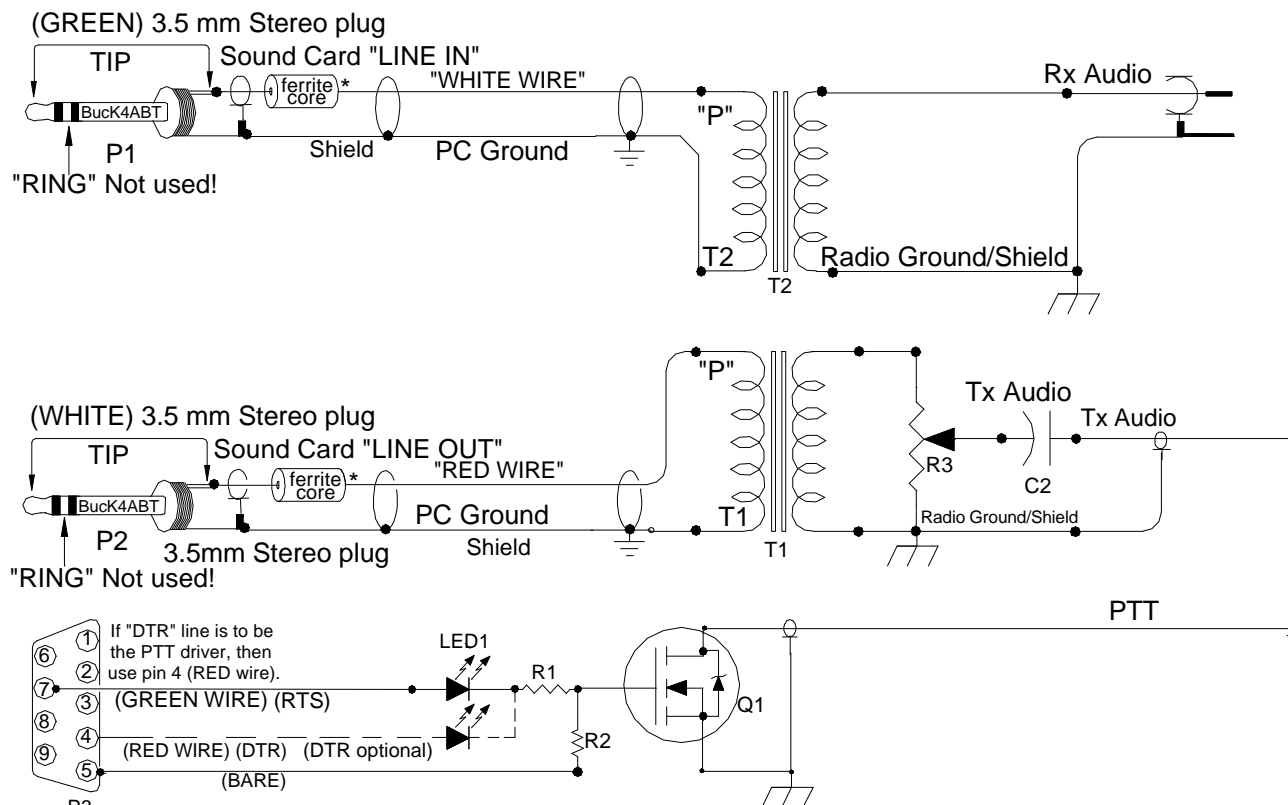 (GREEN) 3.5 mm Stereo plug
TIP
Sound Card "LINE IN"
ferrite core *
"WHITE WIRE"
Rx Audio
BucK4ABT
"P"
P1
Shield
PC Ground
"RING" Not used!
T2
T2
Radio Ground/Shield
"P"
(WHITE) 3.5 mm Stereo plug
TIP
Sound Card "LINE OUT"
ferrite core *
"RED WIRE"
Tx Audio
Tx Audio
R3
C2
BucK4ABT
P2
PC Ground
Shield
T1
T1
Radio Ground/Shield
3.5mm Stereo plug
"RING" Not used!
PTT
If "DTR" line is to be
the PTT driver, then
use pin 4 (RED wire).
LED1
1
6
2
7
3
8
4
9
5
(GREEN WIRE) (RTS)
R1
Q1
R2
(RED WIRE) (DTR) (DTR optional)
(BARE)